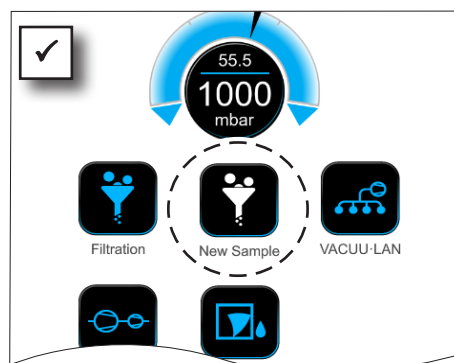 55.5
1000
mbar
Filtration
New Sample
VACUU·LAN